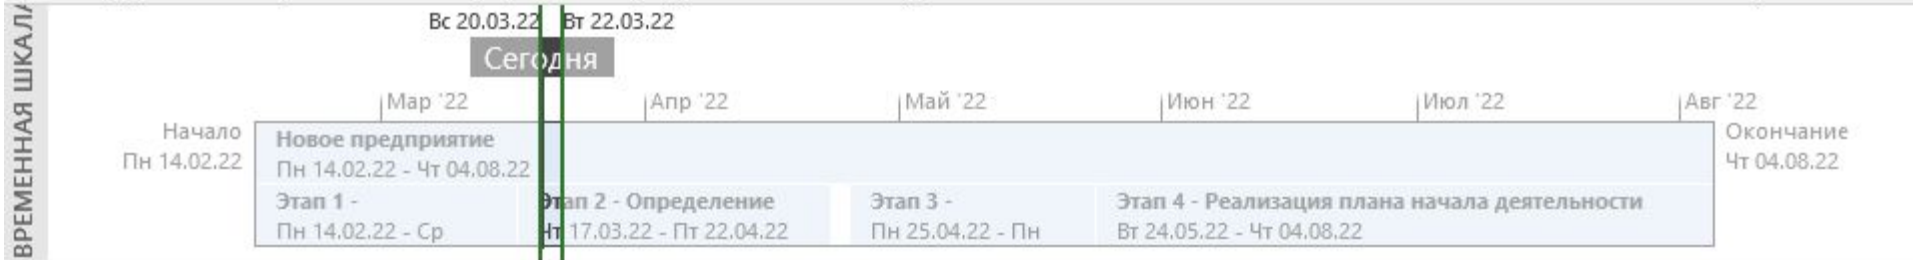 ВРЕМЕННАЯ ШКАЛА
Вс 20.03.22 Вт 22.03.22
Сегодня
Мар '22 Апр '22 Май '22 Июн '22 Июл '22 Авг '22
Начало
Пн 14.02.22
Новое предприятие
Пн 14.02.22 - Чт 04.08.22
Этап 1 -
Пн 14.02.22 - Ср
Этап 2 - Определение
Чт 17.03.22 - Пт 22.04.22
Этап 3 -
Пн 25.04.22 - Пн
Этап 4 - Реализация плана начала деятельности
Вт 24.05.22 - Чт 04.08.22
Окончание
Чт 04.08.22